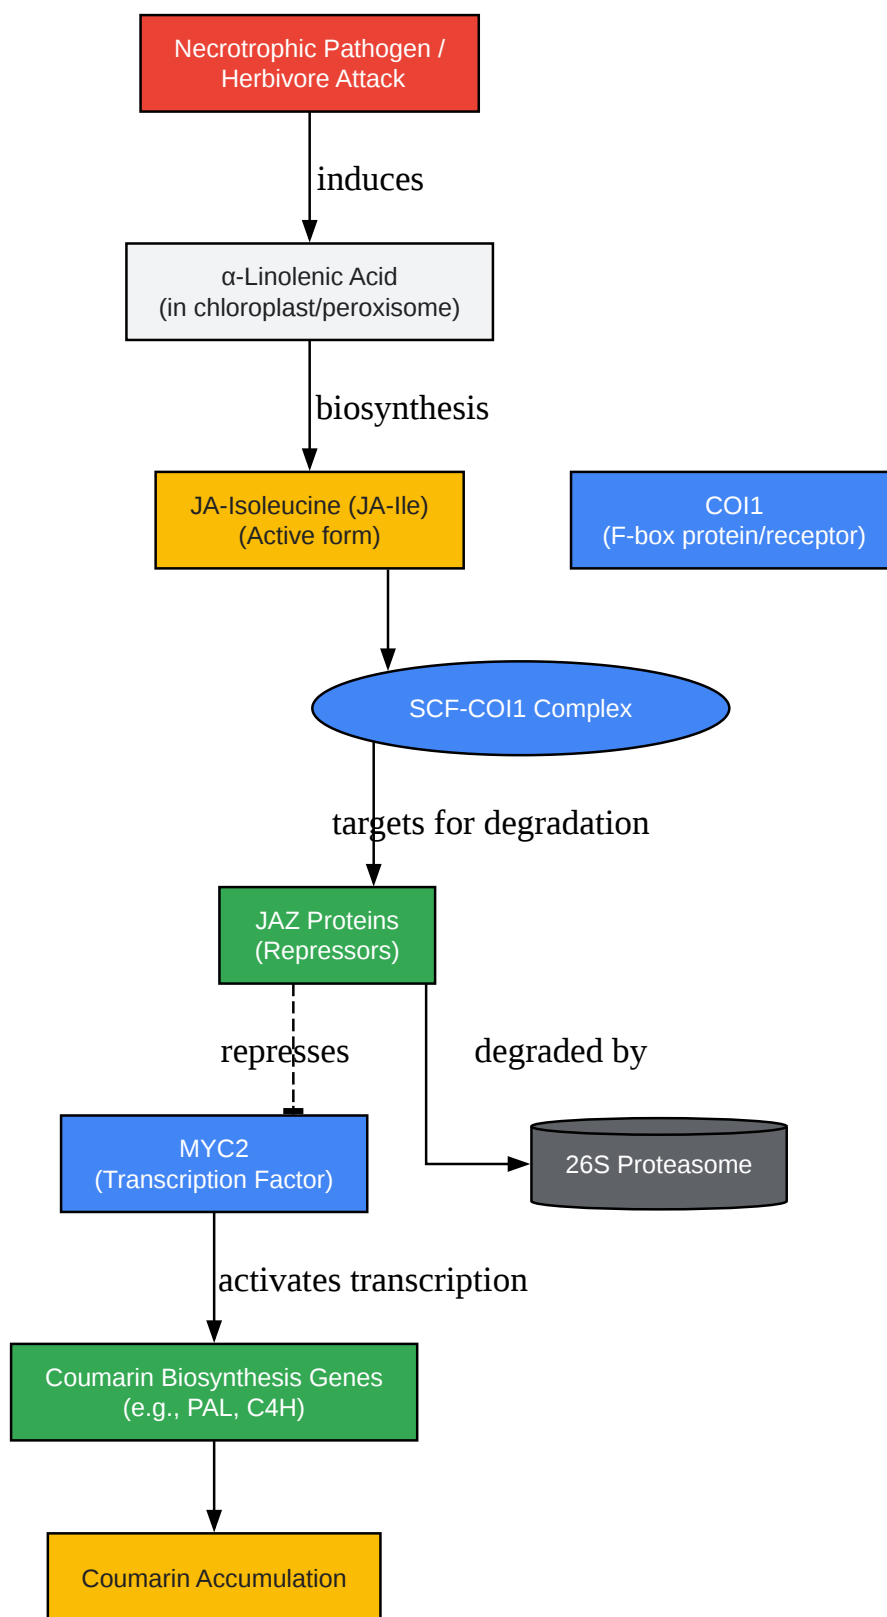 Necrotrophic Pathogen /
Herbivore Attack
induces
α-Linolenic Acid
(in chloroplast/peroxisome)
biosynthesis
JA-Isoleucine (JA-Ile)
(Active form)
COI1
(F-box protein/receptor)
SCF-COI1 Complex
targets for degradation
JAZ Proteins
(Repressors)
represses
degraded by
MYC2
(Transcription Factor)
26S Proteasome
activates transcription
Coumarin Biosynthesis Genes
(e.g., PAL, C4H)
Coumarin Accumulation